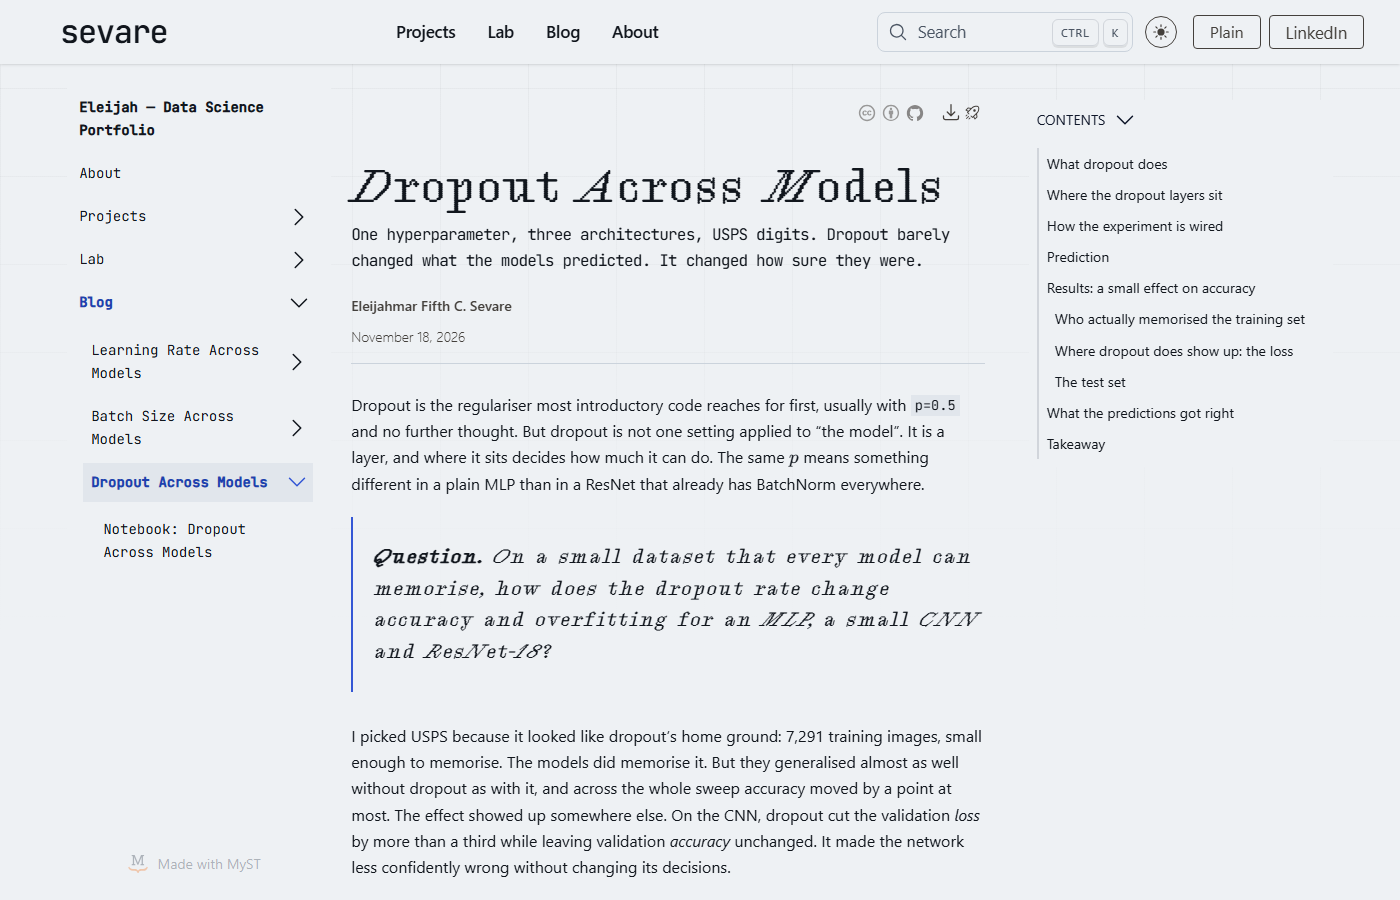 sevare
Projects
Lab
Blog
About
Search
CTRL
K
Plain
LinkedIn
Eleijah — Data Science
Portfolio
About
Projects
Lab
Blog
Learning Rate Across
Models
Batch Size Across
Models
Dropout Across Models
Notebook: Dropout
Across Models
M
Made with MyST
cc
Dropout Across Models
One hyperparameter, three architectures, USPS digits. Dropout barely
changed what the models predicted. It changed how sure they were.
Eleijahmar Fifth C. Sevare
November 18, 2026
Dropout is the regulariser most introductory code reaches for first, usually with p=0.5
and no further thought. But dropout is not one setting applied to “the model”. It is a
layer, and where it sits decides how much it can do. The same p means something
different in a plain MLP than in a ResNet that already has BatchNorm everywhere.
Question. On a small dataset that every model can
memorise, how does the dropout rate change
accuracy and overfitting for an MLP, a small CNN
and ResNet-18?
I picked USPS because it looked like dropout’s home ground: 7,291 training images, small
enough to memorise. The models did memorise it. But they generalised almost as well
without dropout as with it, and across the whole sweep accuracy moved by a point at
most. The effect showed up somewhere else. On the CNN, dropout cut the validation loss
by more than a third while leaving validation accuracy unchanged. It made the network
less confidently wrong without changing its decisions.
CONTENTS
What dropout does
Where the dropout layers sit
How the experiment is wired
Prediction
Results: a small effect on accuracy
Who actually memorised the training set
Where dropout does show up: the loss
The test set
What the predictions got right
Takeaway